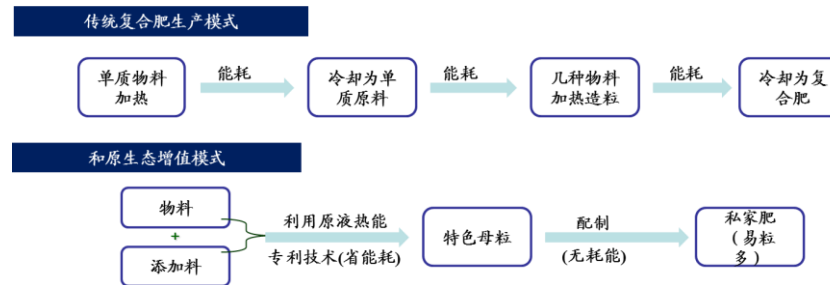 传统复合肥生产模式
单质物料
加热
能耗
冷却为单
质原料
能耗
几种物料
加热造粒
能耗
冷却为复
合肥
和原生态增值模式
物料
+
添加料
利用原液热能
专利技术(省能耗)
特色母粒
配制
(无耗能)
私家肥
（易粒
多）